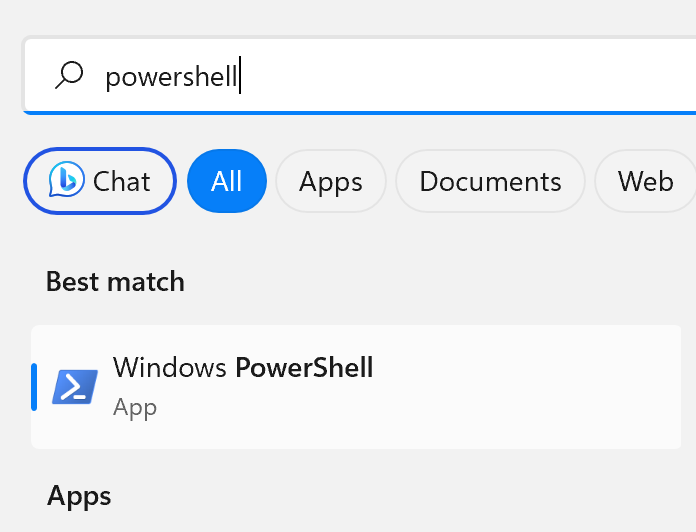 powershell
Chat All Apps Documents Web
Best match
Windows PowerShell
App
Apps